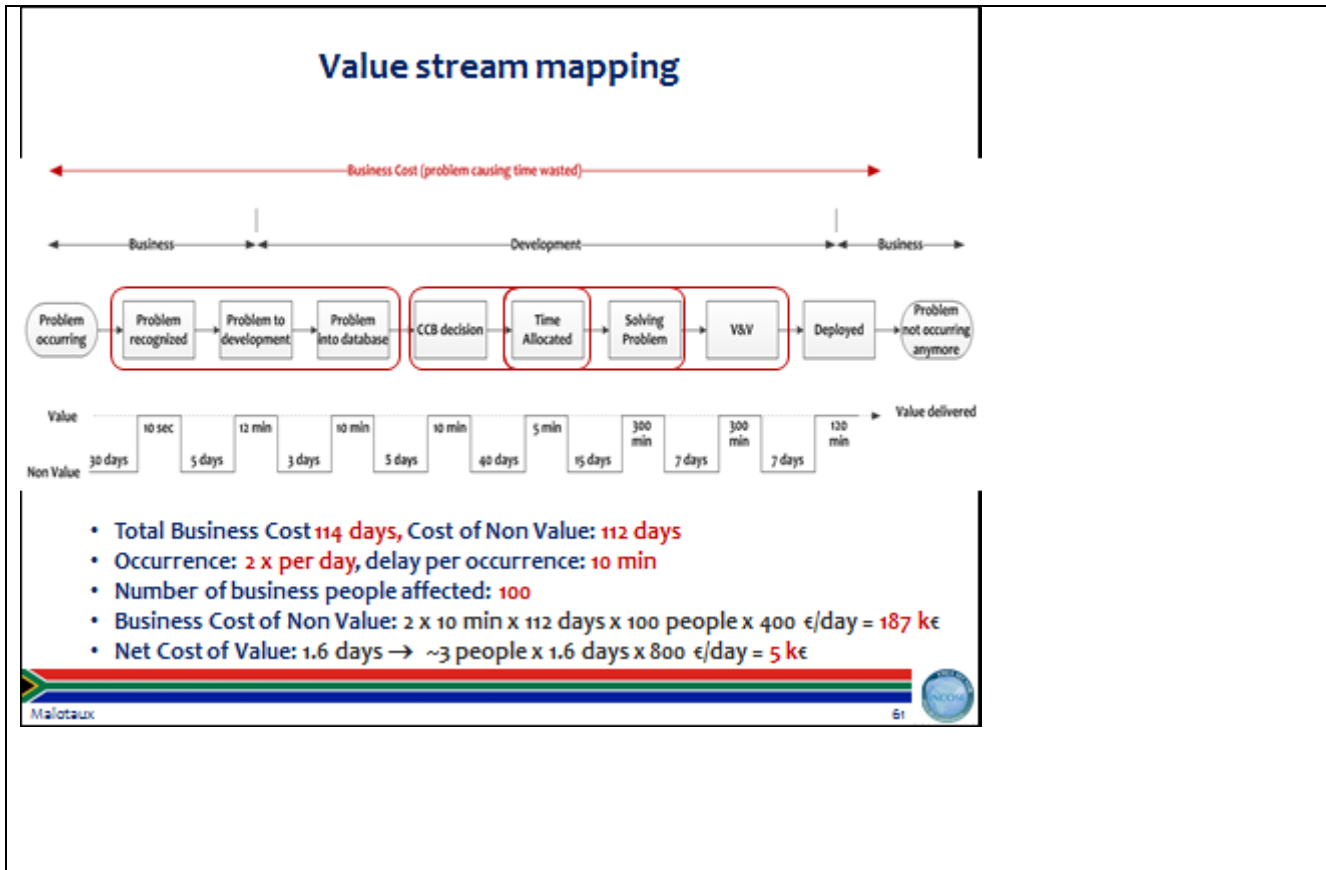 Value stream mapping
Business Cost (problem causing time wasted)
Business
Development
Business
Problem
occurring
Problem
recognized
Problem to
development
Problem
into database
CCB decision
Time
Allocated
Solving
Problem
V&V
Deployed
Problem
not occurring
anymore
Value
10 sec
12 min
10 min
10 min
5 min
300
min
300
min
120
min
Value delivered
Non Value
30 days
5 days
3 days
5 days
40 days
15 days
7 days
7 days
• Total Business Cost 114 days, Cost of Non Value: 112 days
• Occurrence: 2 x per day, delay per occurrence: 10 min
• Number of business people affected: 100
• Business Cost of Non Value: 2 x 10 min x 112 days x 100 people x 400 €/day = 187 k€
• Net Cost of Value: 1.6 days → ~3 people x 1.6 days x 800 €/day = 5 k€
Malotaux
61
INCOSE